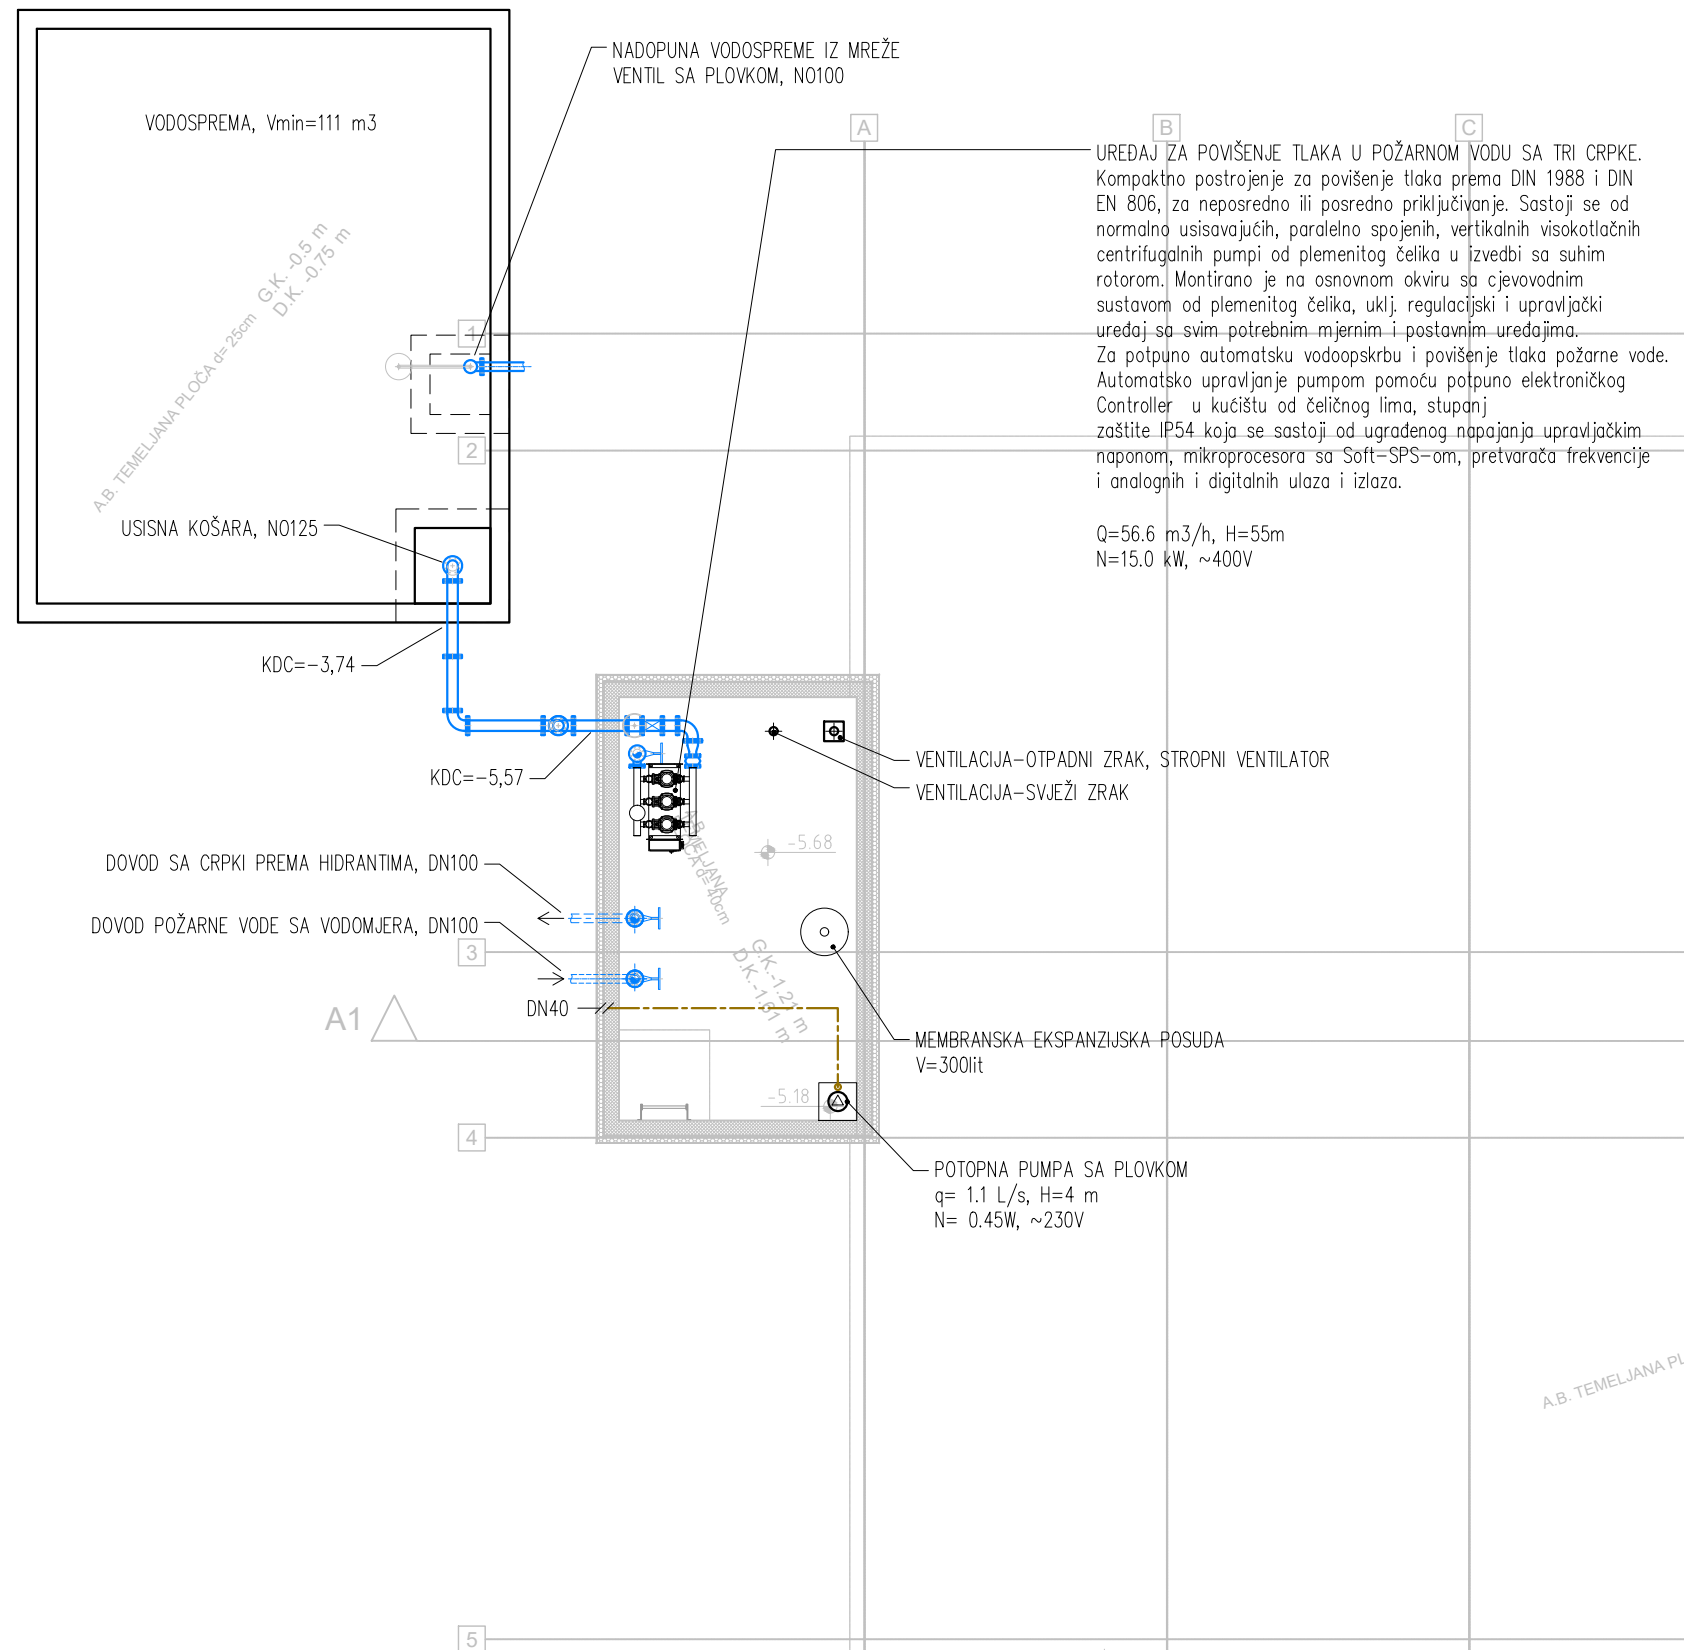 NADOPUNA VODOSPREME IZ MREŽE
VENTIL SA PLOVKOM, NO100
VODOSPREMA, Vmin=111 m3
A
B
C
UREĐAJ ZA POVIŠENJE TLAKA U POŽARNOM VODU SA TRI CRPKE.
Kompaktno postrojenje za povišenje tlaka prema DIN 1988 i DIN
EN 806, za neposredno ili posredno priključivanje. Sastoji se od
normalno usisavajućih, paralelno spojenih, vertikalnih visokotlačnih
centrifugalnih pumpi od plemenitog čelika u izvedbi sa suhim
rotorom. Montirano je na osnovnom okviru sa cjevovodnim
sustavom od plemenitog čelika, uklj. regulacijski i upravljački
uređaj sa svim potrebnim mjernim i postavnim uređajima.
Za potpuno automatsku vodoopskrbu i povišenje tlaka požarne vode.
Automatsko upravljanje pumpom pomoću potpuno elektroničkog
Controller u kućištu od čeličnog lima, stupanj
zaštite IP54 koja se sastoji od ugrađenog napajanja upravljačkim
naponom, mikroprocesora sa Soft-SPS-om, pretvarača frekvencije
i analognih i digitalnih ulaza i izlaza.
Q=56.6 m3/h, H=55m
N=15.0 kW, ~400V
A.B. TEMELJANA PLOČA d= 25cm
G.K. -0.5 m
D.K. -0.75 m
1
2
USISNA KOŠARA, NO125
KDC=-3,74
KDC=-5,57
VENTILACIJA-OTPADNI ZRAK, STROPNI VENTILATOR
VENTILACIJA-SVJEŽI ZRAK
-5.68
A.B. TEMELJANA
d= 40cm
DOVOD SA CRPKI PREMA HIDRANTIMA, DN100
DOVOD POŽARNE VODE SA VODOMJERA, DN100
3
G.K. -1.21 m
D.K. -1.61 m
DN40
A1
MEMBRANSKA EKSPANZIJSKA POSUDA
V=300lit
-5.18
4
POTOPNA PUMPA SA PLOVKOM
q= 1.1 L/s, H=4 m
N= 0.45W, ~230V
A.B. TEMELJANA PL
5